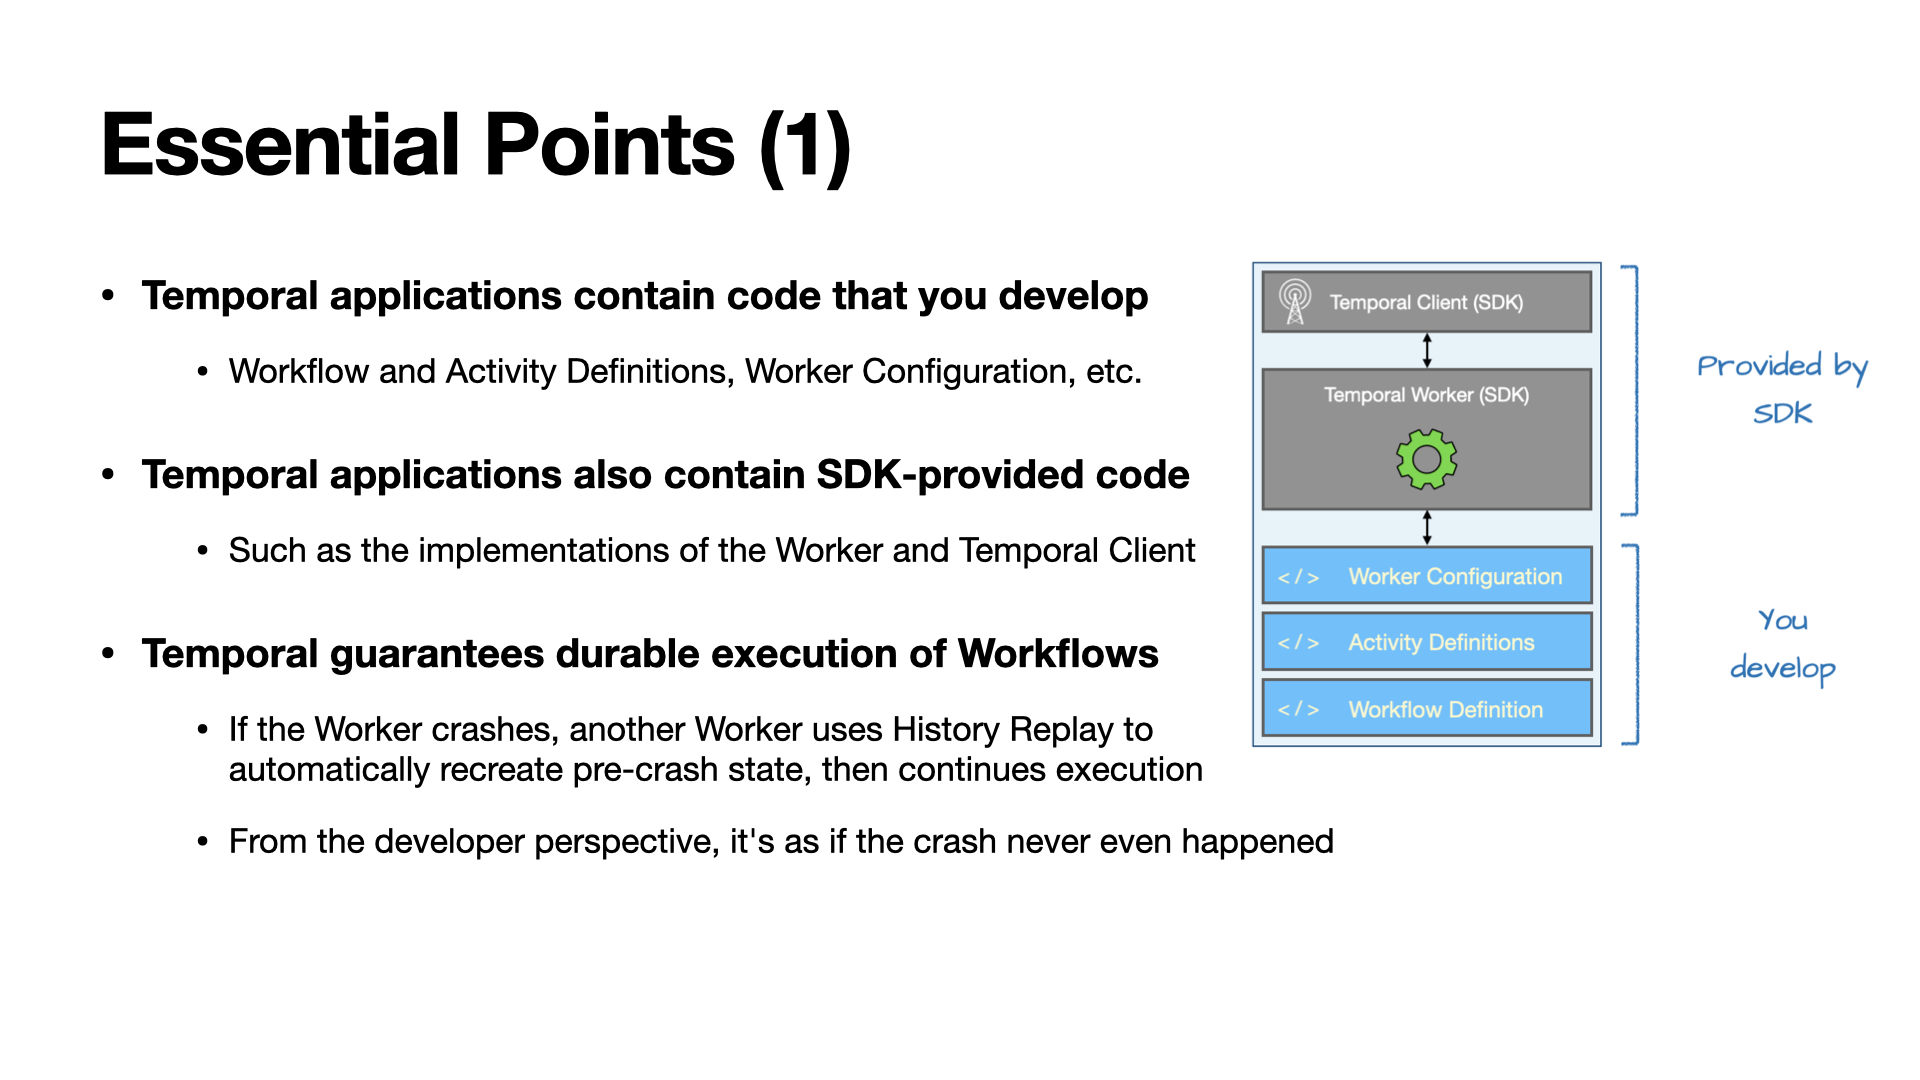 Essential Points (1)
• Temporal applications contain code that you develop
• Workflow and Activity Definitions, Worker Configuration, etc.
• Temporal applications also contain SDK-provided code
• Such as the implementations of the Worker and Temporal Client
• Temporal guarantees durable execution of Workflows
• If the Worker crashes, another Worker uses History Replay to
automatically recreate pre-crash state, then continues execution
• From the developer perspective, it's as if the crash never even happened
Temporal Client (SDK)
Temporal Worker (SDK)
</> Worker Configuration
</> Activity Definitions
</> Workflow Definition
Provided by
SDK
You
develop